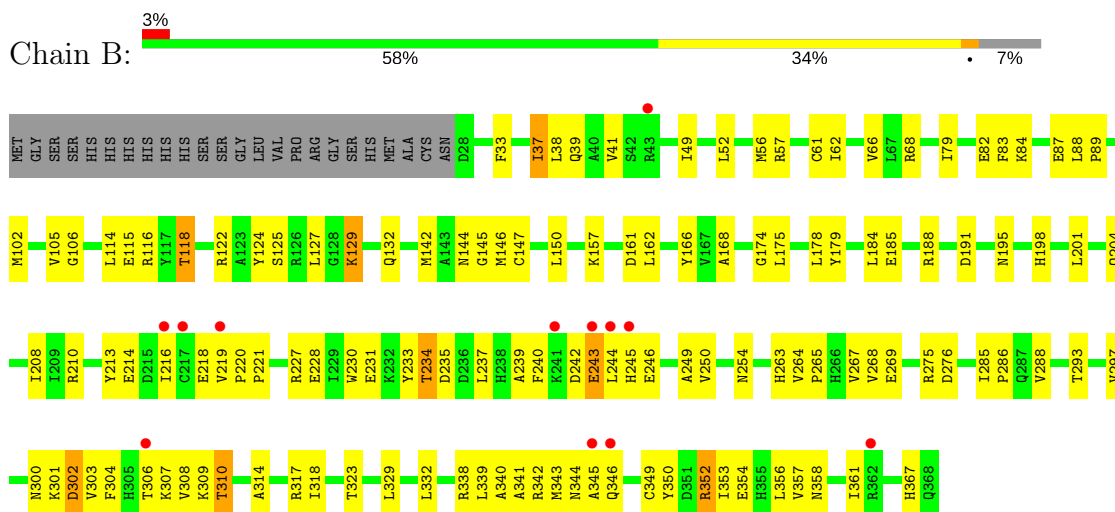 3%
Chain B:
58% 34% • 7%
MET GLY SER SER HIS HIS HIS HIS HIS HIS SER SER GLY LEU VAL PRO ARG GLY SER HIS MET ALA CYS ASN D28 F33 I37 L38 Q39 A40 V41 S42 R43 I49 L52 M56 R57 C61 I62 V66 L67 R68 I79 E82 F83 K84 E87 L88 P89
M102 V105 G106 L114 E115 R116 Y117 T118 R122 A123 Y124 S125 R126 L127 G128 K129 Q132 M142 A143 N144 G145 M146 G147 L150 K157 D161 L162 Y166 V167 A168 G174 L175 L178 Y179 L184 E185 R188 D191 N195 H198 L201
I208 I209 R210 Y213 E214 D215 I216 C217 E218 V219 P220 P221 R227 E228 I229 W230 E231 K232 Y233 T234 D235 D236 L237 H238 A239 F240 K241 D242 E243 L244 H245 E246 A249 V250 N254 H263 V264 P265 H266 V267 V268 E269 R275 D276 I285 P286 Q287 V288 T293
N300 K301 D302 V303 F304 H305 T306 K307 V308 K309 T310 A314 R317 I318 T323 L329 L332 R338 L339 A340 A341 R342 M343 N344 A345 Q346 C349 Y350 D351 R352 I353 E354 H355 L356 V357 N358 I361 R362 H367 Q368